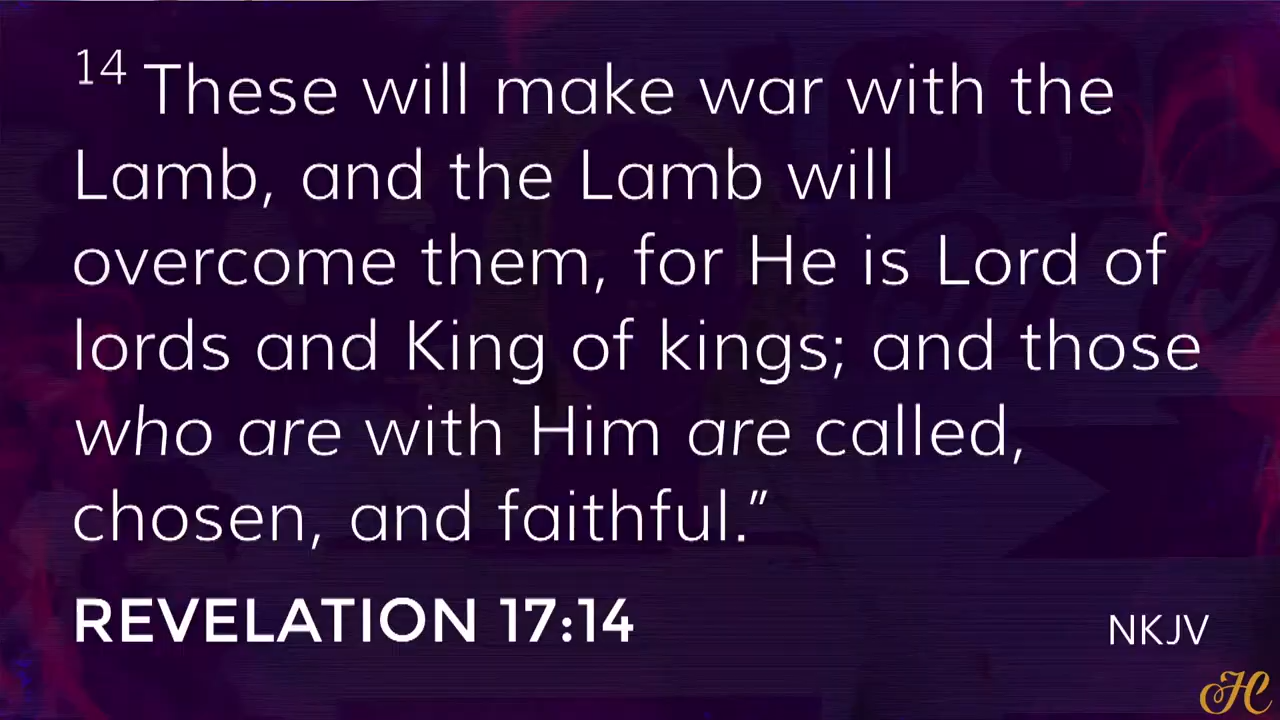 14 These will make war with the
Lamb, and the Lamb will
overcome them, for He is Lord of
lords and King of kings; and those
who are with Him are called,
chosen, and faithful.”
REVELATION 17:14
NKJV